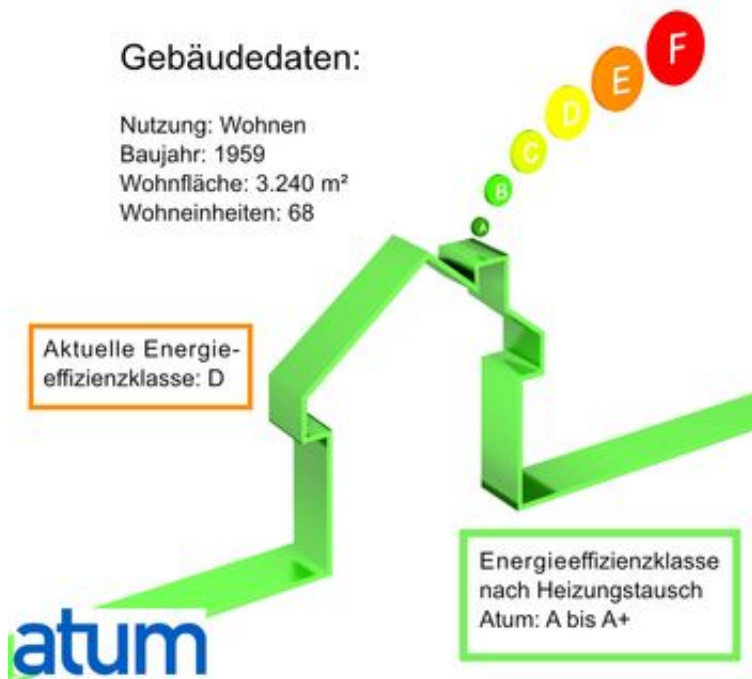 Gebäudedaten:
Nutzung: Wohnen
Baujahr: 1959
Wohnfläche: 3.240 m²
Wohneinheiten: 68
F
E
D
C
B
A
Aktuelle Energie-
effizienzklasse: D
Energieeffizienzklasse
nach Heizungstausch
Atum: A bis A+
atum